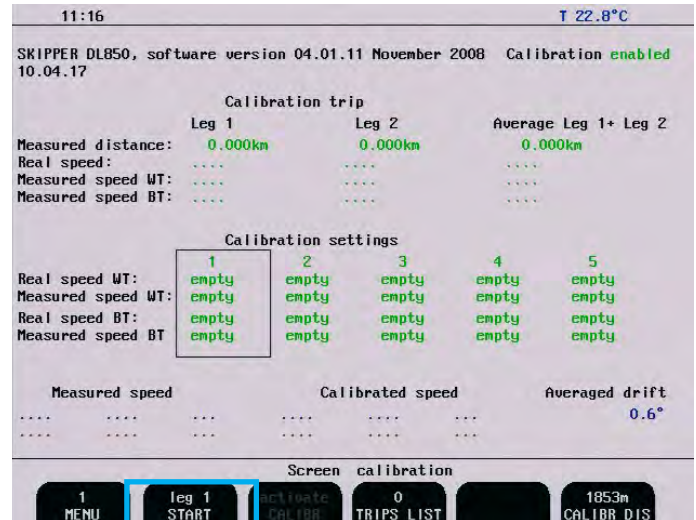 11:16 T 22.8°C
SKIPPER DL850, software version 04.01.11 November 2008 Calibration enabled
10.04.17
Calibration trip
Leg 1 Leg 2 Average Leg 1+ Leg 2
Measured distance: 0.000km 0.000km 0.000km
Real speed: .... .... ....
Measured speed WT: .... .... ....
Measured speed BT: .... .... ....
Calibration settings
1 2 3 4 5
Real speed WT: empty empty empty empty empty
Measured speed WT: empty empty empty empty empty
Real speed BT: empty empty empty empty empty
Measured speed BT empty empty empty empty empty
Measured speed Calibrated speed Averaged drift
.... .... ... .... .... ... 0.6°
.... .... ... .... .... ...
Screen calibration
1 leg 1 activate 0 1853m
MENU START CALIBR TRIPS LIST CALIBR DIS